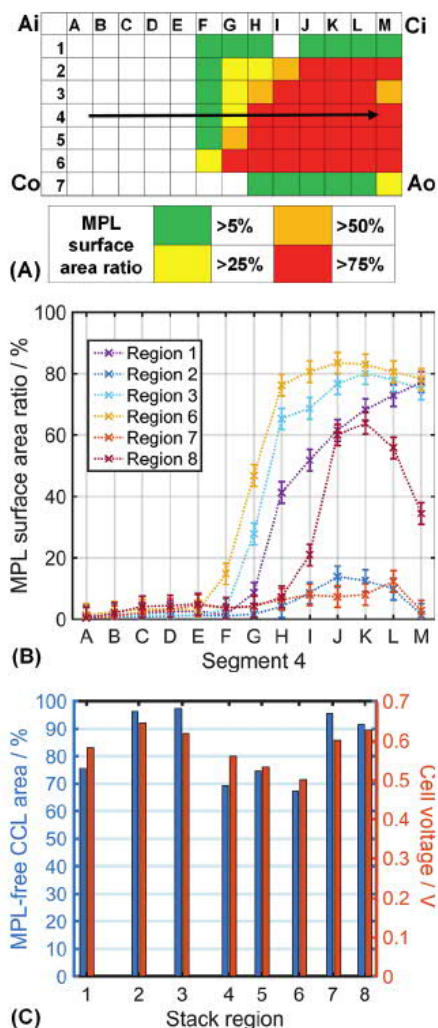 Ai A B C D E F G H I J K L M Ci
1
2
3
4
5
6
Co 7 Ao
MPL surface area ratio
>5% >50%
>25% >75%
(A)
100
80
60
40
20
0
MPL surface area ratio / %
Region 1
Region 2
Region 3
Region 6
Region 7
Region 8
A B C D E F G H I J K L M
Segment 4
(B)
100
90
80
70
60
50
40
30
20
10
0
MPL-free CCL area / %
0.7
0.6
0.5
0.4
0.3
0.2
0.1
0
Cell voltage / V
1 2 3 4 5 6 7 8
Stack region
(C)